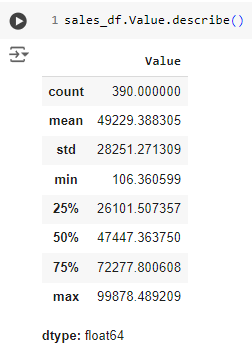 1 sales_df.Value.describe()
Value
count 390.000000
mean 49229.388305
std 28251.271309
min 106.360599
25% 26101.507357
50% 47447.363750
75% 72277.800608
max 99878.489209
dtype: float64